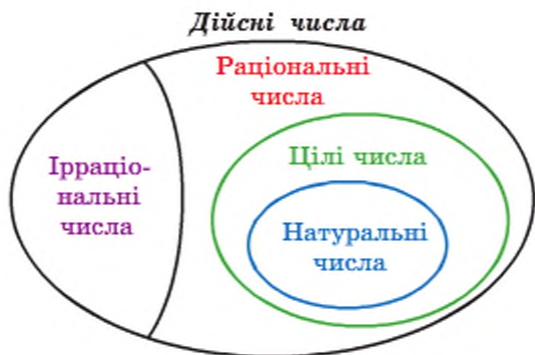 Дійсні числа
Раціональні
числа
Ірраціо-
нальні
числа
Цілі числа
Натуральні
числа